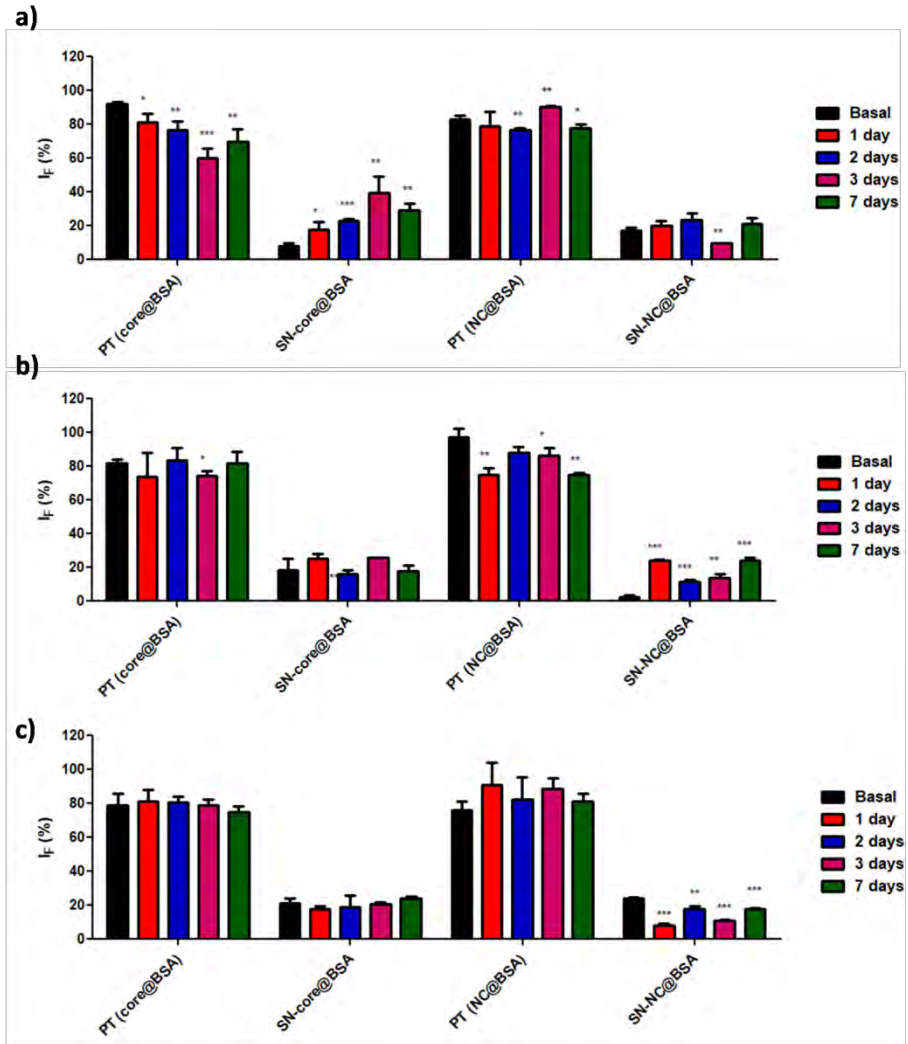 a)
120
100
80
60
40
20
0
I_F (%)
* ** *** **
* *** ** **
** ** *
**
PT (core@BSA)
SN-core@BSA
PT (NC@BSA)
SN-NC@BSA
Basal
1 day
2 days
3 days
7 days
b)
120
100
80
60
40
20
0
I_F (%)
*
**
** * **
*** *** ** ***
PT (core@BSA)
SN-core@BSA
PT (NC@BSA)
SN-NC@BSA
Basal
1 day
2 days
3 days
7 days
c)
120
100
80
60
40
20
0
I_F (%)
*** ** *** ***
PT (core@BSA)
SN-core@BSA
PT (NC@BSA)
SN-NC@BSA
Basal
1 day
2 days
3 days
7 days